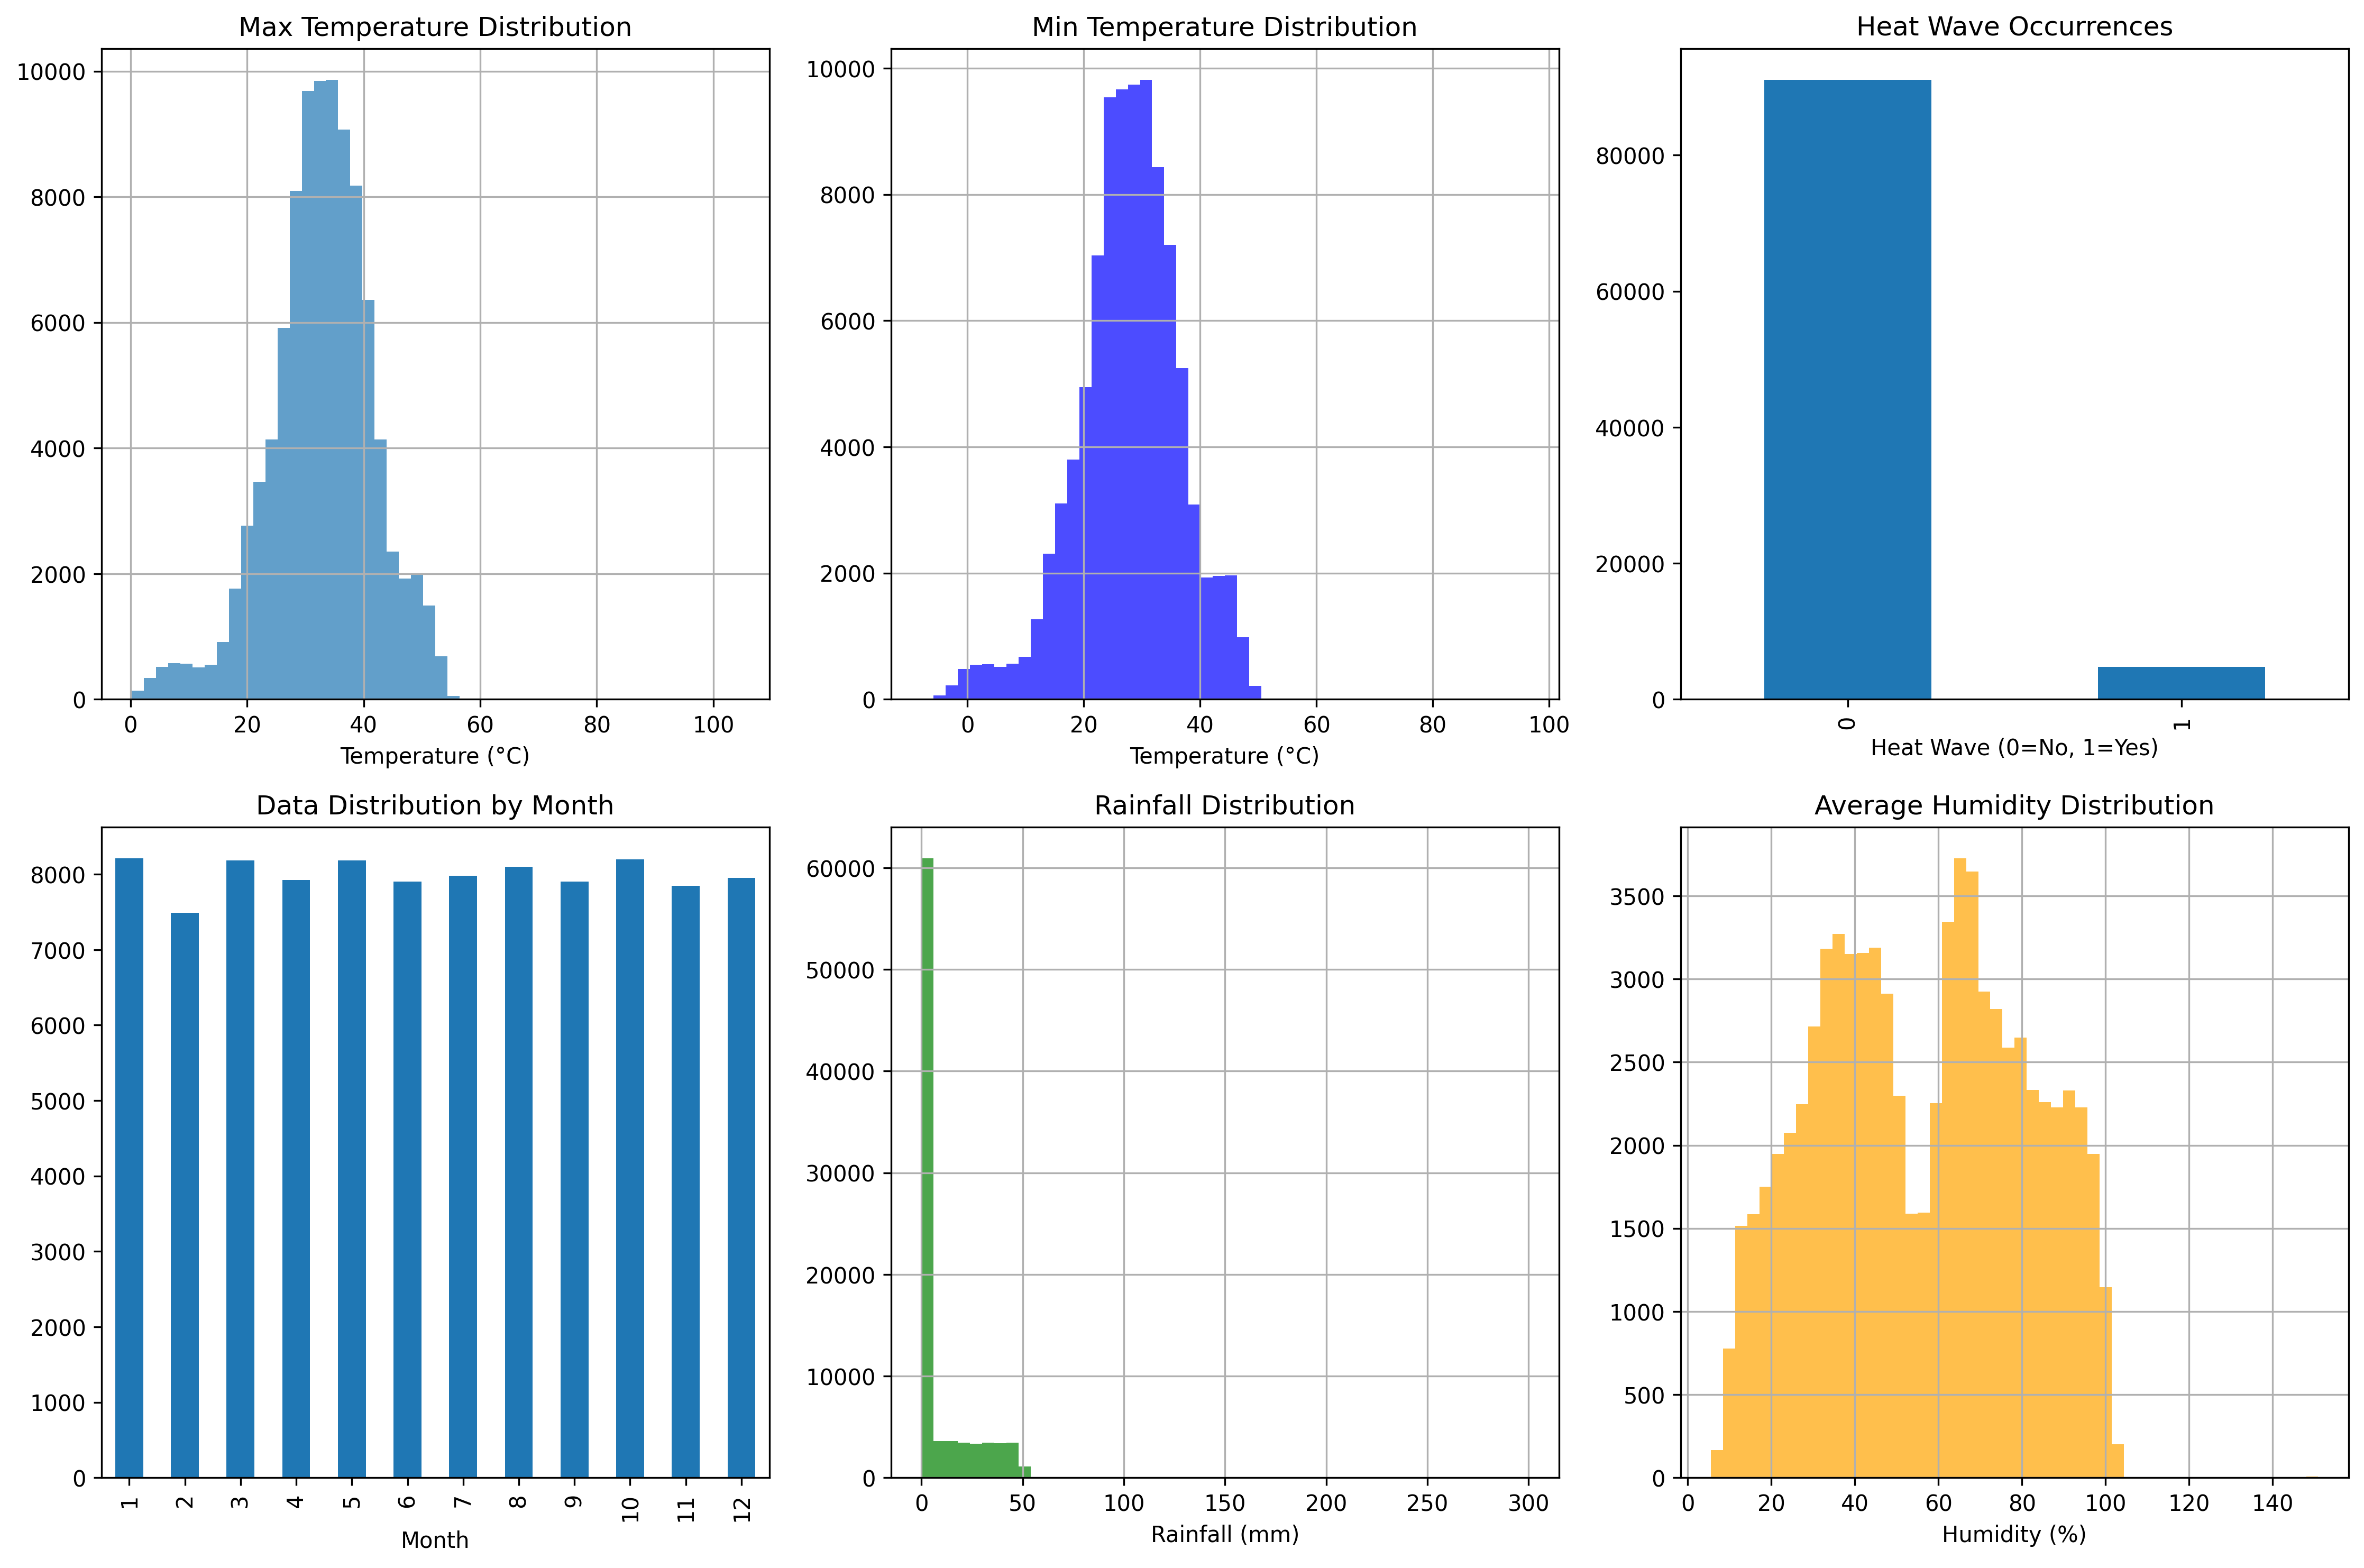 Max Temperature Distribution
10000
8000
6000
4000
2000
0
0 20 40 60 80 100
Temperature (°C)
Min Temperature Distribution
10000
8000
6000
4000
2000
0
0 20 40 60 80 100
Temperature (°C)
Heat Wave Occurrences
80000
60000
40000
20000
0
0 1
Heat Wave (0=No, 1=Yes)
Data Distribution by Month
8000
7000
6000
5000
4000
3000
2000
1000
0
1 2 3 4 5 6 7 8 9 10 11 12
Month
Rainfall Distribution
60000
50000
40000
30000
20000
10000
0
0 50 100 150 200 250 300
Rainfall (mm)
Average Humidity Distribution
3500
3000
2500
2000
1500
1000
500
0
0 20 40 60 80 100 120 140
Humidity (%)